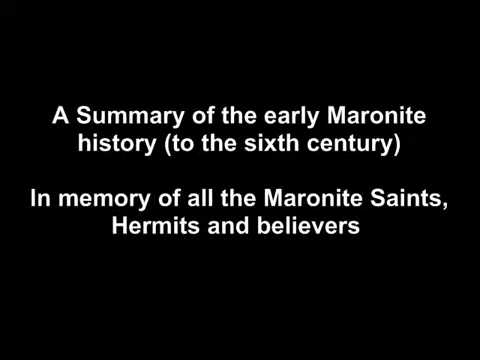 A Summary of the early Maronite
history (to the sixth century)
In memory of all the Maronite Saints,
Hermits and believers